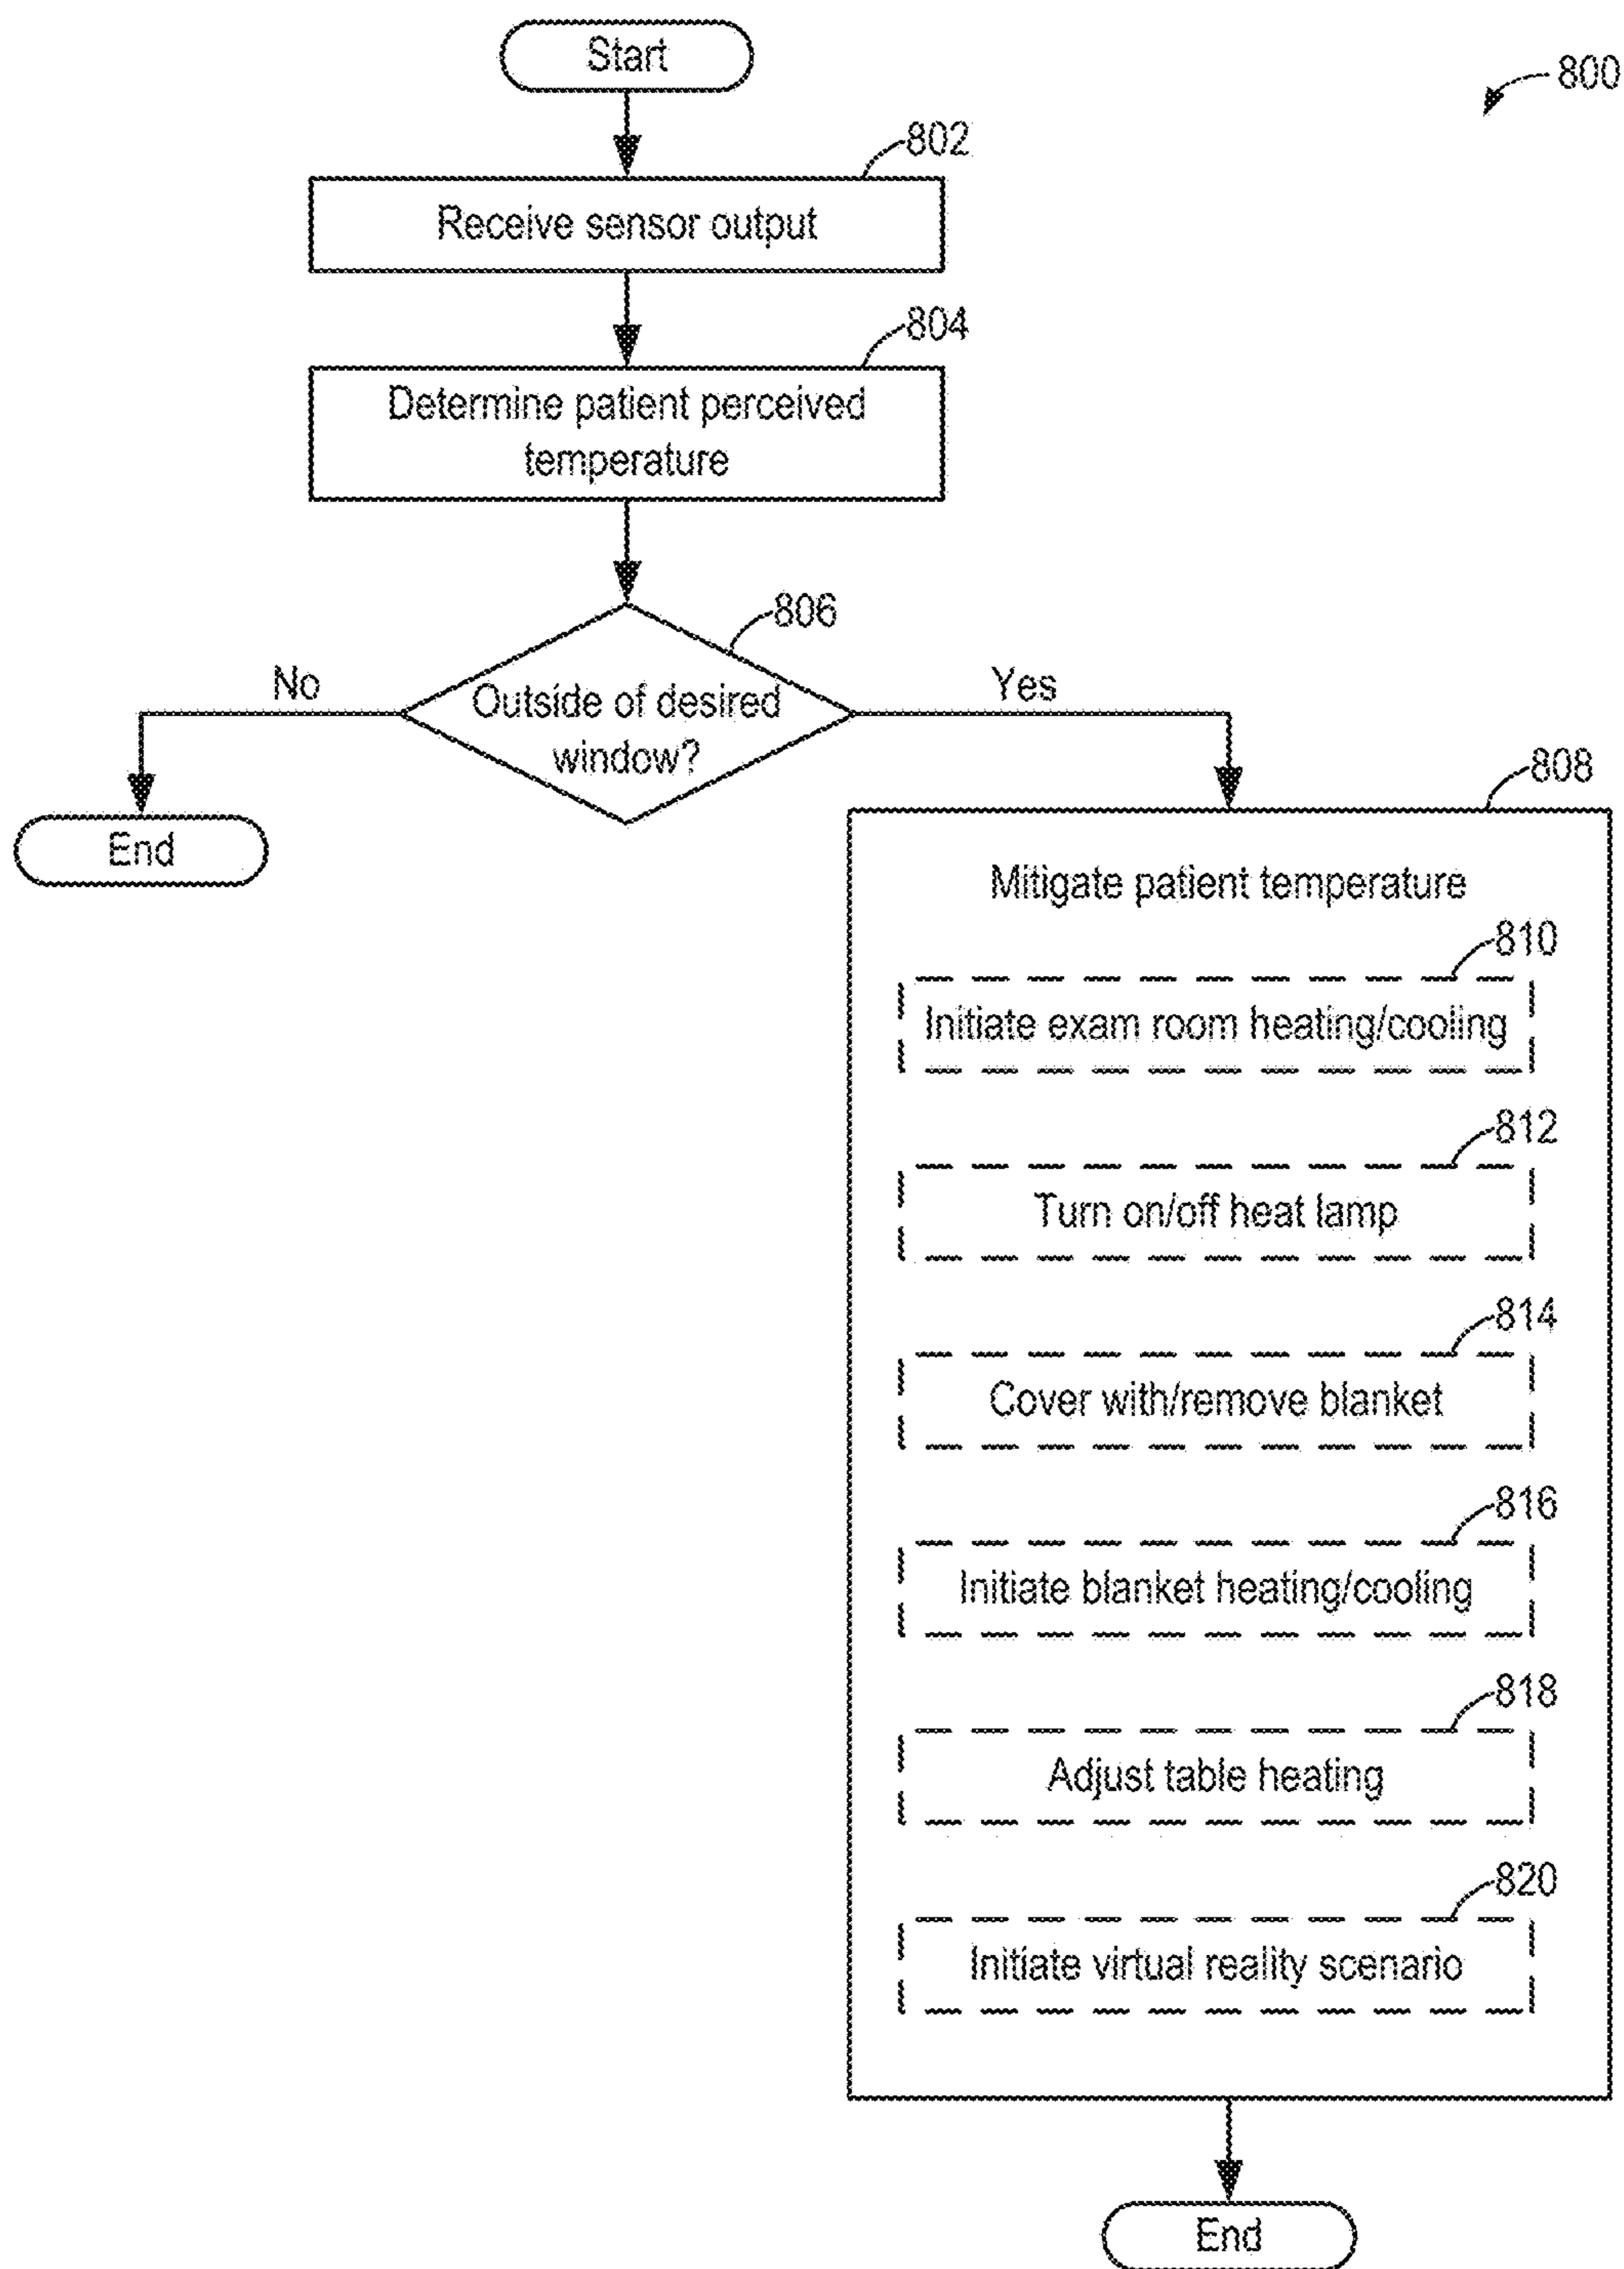 Start
800
802
Receive sensor output
804
Determine patient perceived
temperature
806
No
Outside of desired
window?
Yes
End
808
Mitigate patient temperature
810
Initiate exam room heating/cooling
812
Turn on/off heat lamp
814
Cover with/remove blanket
816
Initiate blanket heating/cooling
818
Adjust table heating
820
Initiate virtual reality scenario
End